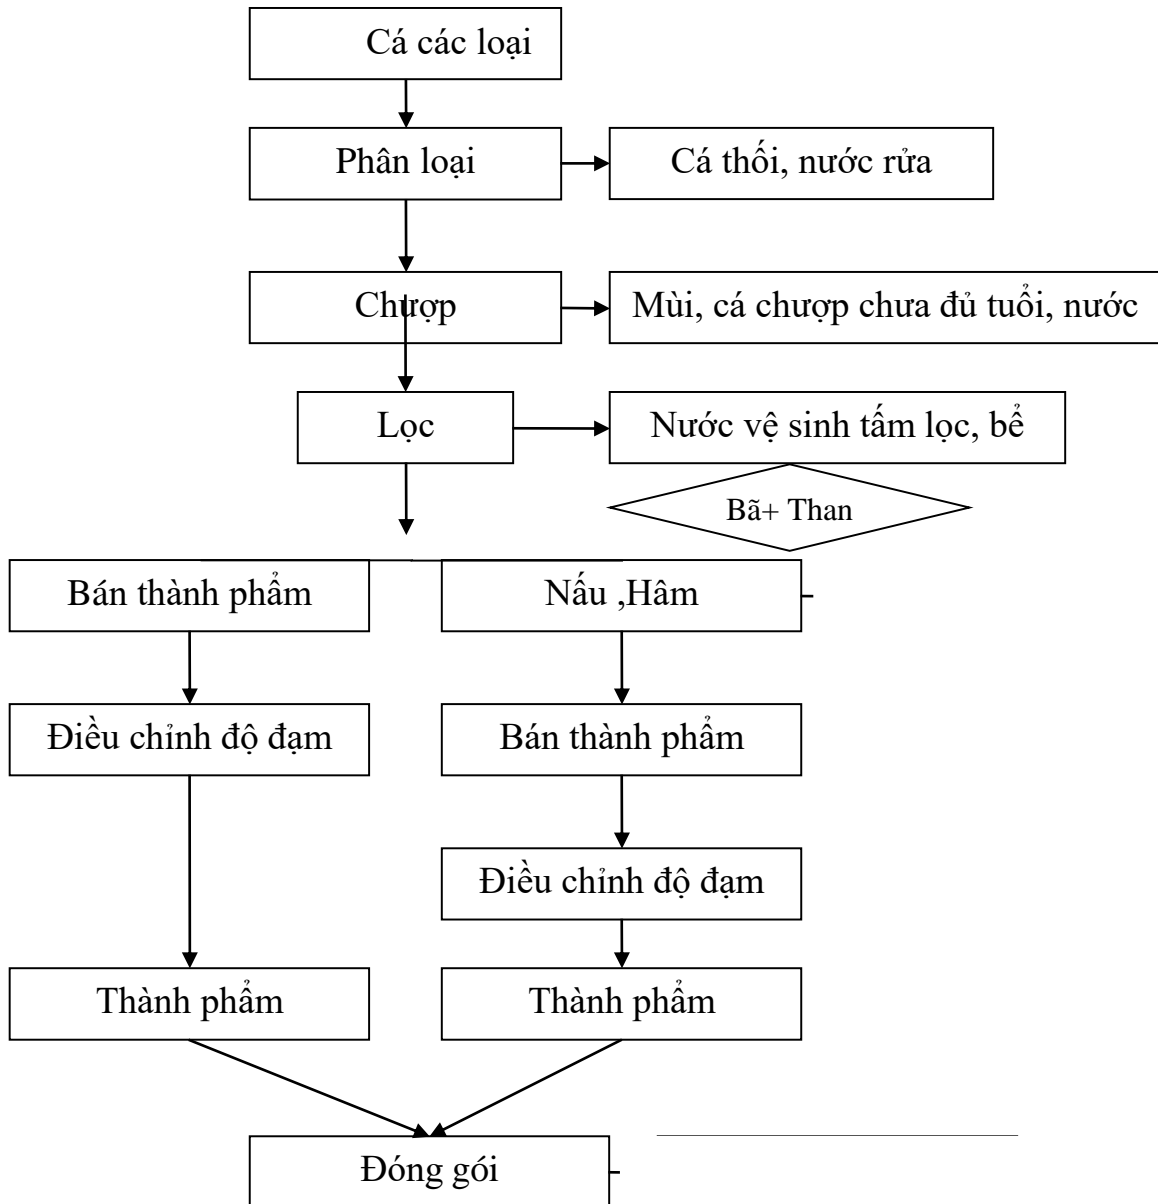 Cá các loại
Phân loại
Cá thối, nước rửa
Chượp
Mùi, cá chượp chưa đủ tuổi, nước
Lọc
Nước vệ sinh tấm lọc, bể
Bã+ Than
Bán thành phẩm
Nấu ,Hâm
Điều chỉnh độ đạm
Bán thành phẩm
Điều chỉnh độ đạm
Thành phẩm
Thành phẩm
Đóng gói